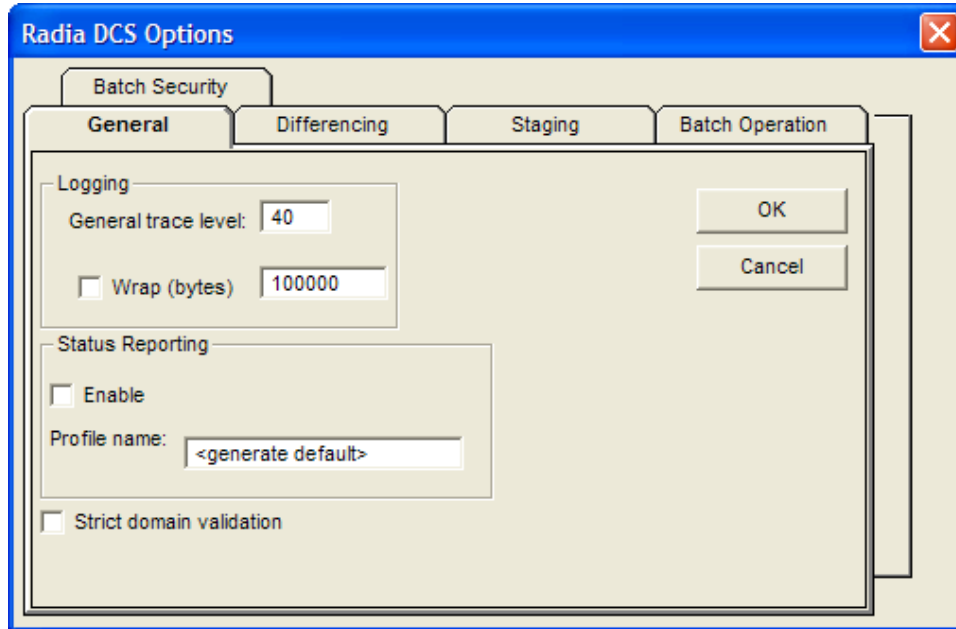 Radia DCS Options
Batch Security
General Differencing Staging Batch Operation
Logging
General trace level: 40
Wrap (bytes) 100000
OK
Cancel
Status Reporting
Enable
Profile name: <generate default>
Strict domain validation